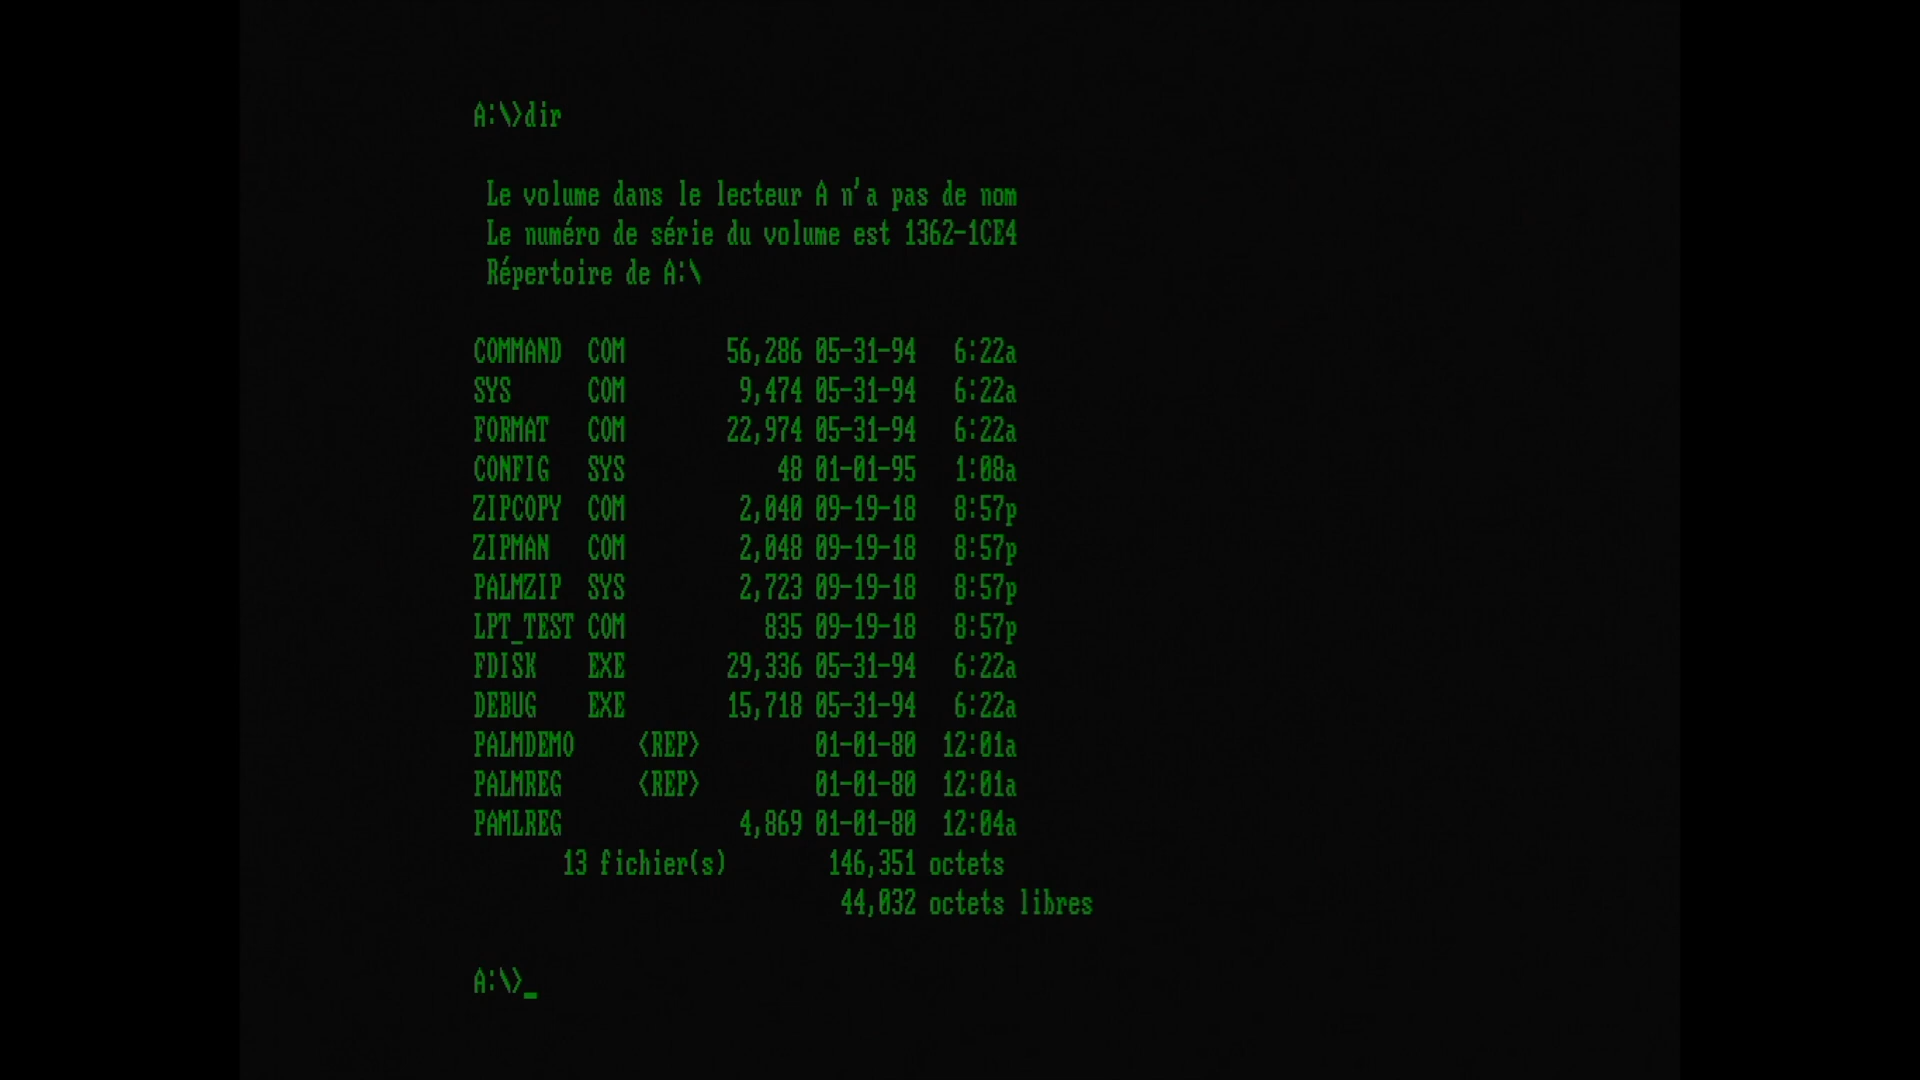 A:\>dir

 Le volume dans le lecteur A n'a pas de nom
 Le numéro de série du volume est 1362-1CE4
 Répertoire de A:\

COMMAND  COM        56,286 05-31-94   6:22a
SYS      COM         9,474 05-31-94   6:22a
FORMAT   COM        22,974 05-31-94   6:22a
CONFIG   SYS            48 01-01-95   1:08a
ZIPCOPY  COM         2,040 09-19-18   8:57p
ZIPMAN   COM         2,048 09-19-18   8:57p
PALMZIP  SYS         2,723 09-19-18   8:57p
LPT_TEST COM           835 09-19-18   8:57p
FDISK    EXE        29,336 05-31-94   6:22a
DEBUG    EXE        15,718 05-31-94   6:22a
PALMDEMO     <REP>         01-01-80  12:01a
PALMREG      <REP>         01-01-80  12:01a
PAMLREG              4,869 01-01-80  12:04a
       13 fichier(s)        146,351 octets
                             44,032 octets libres

A:\>_